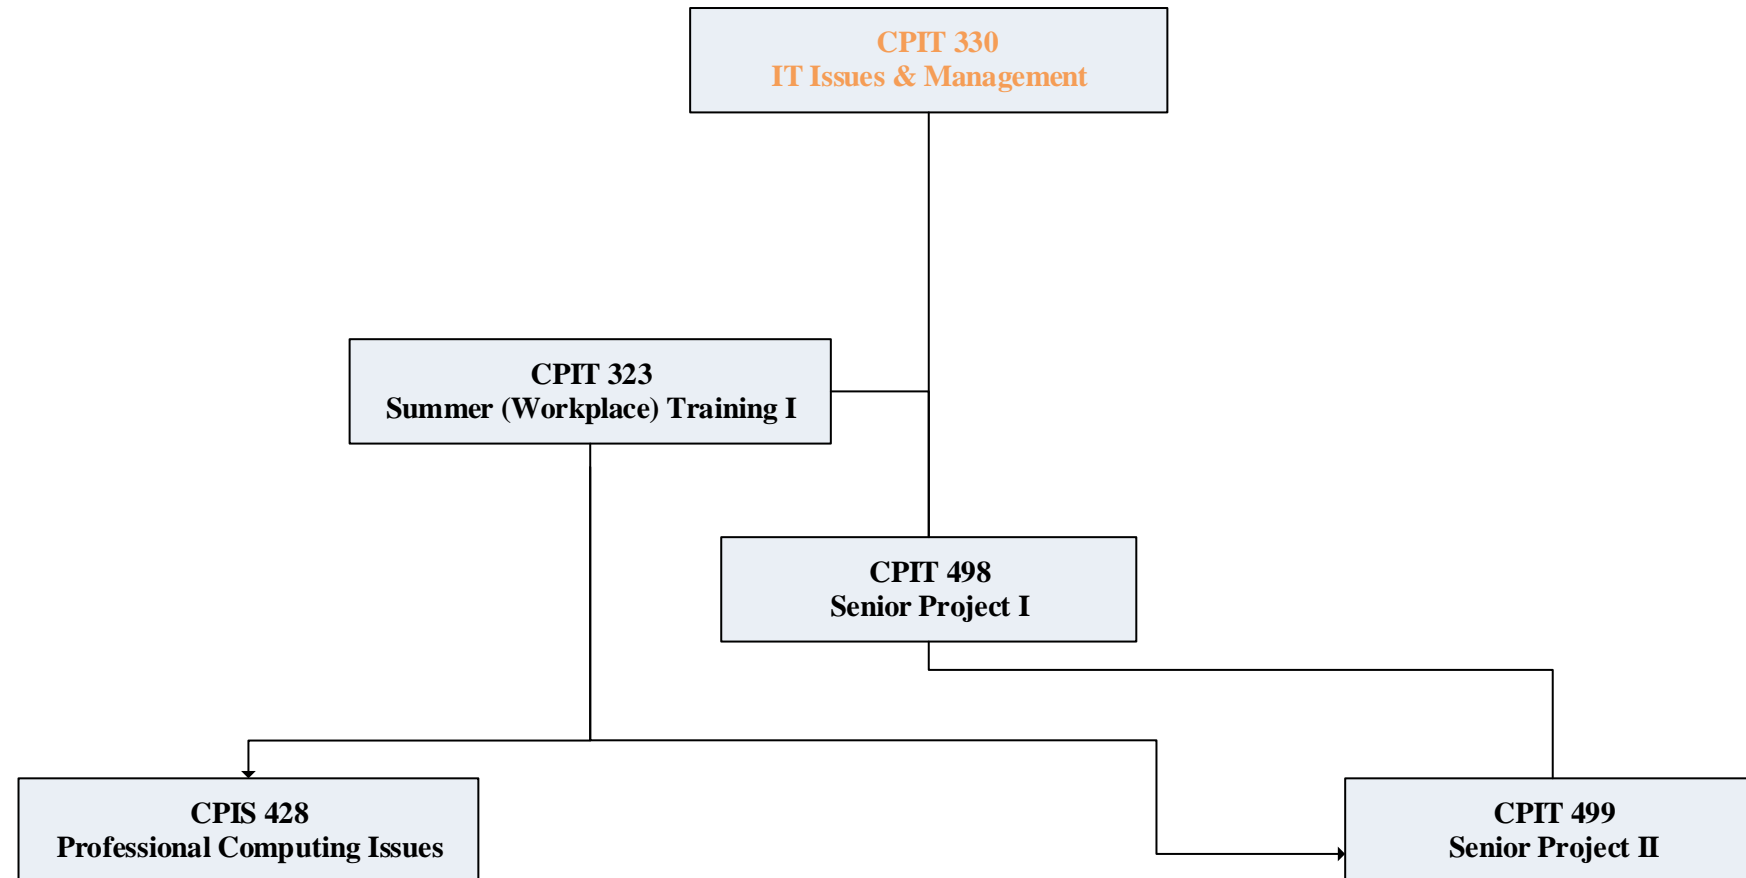 CPIT 330
IT Issues & Management
CPIT 323
Summer (Workplace) Training I
CPIT 498
Senior Project I
CPIS 428
Professional Computing Issues
CPIT 499
Senior Project II